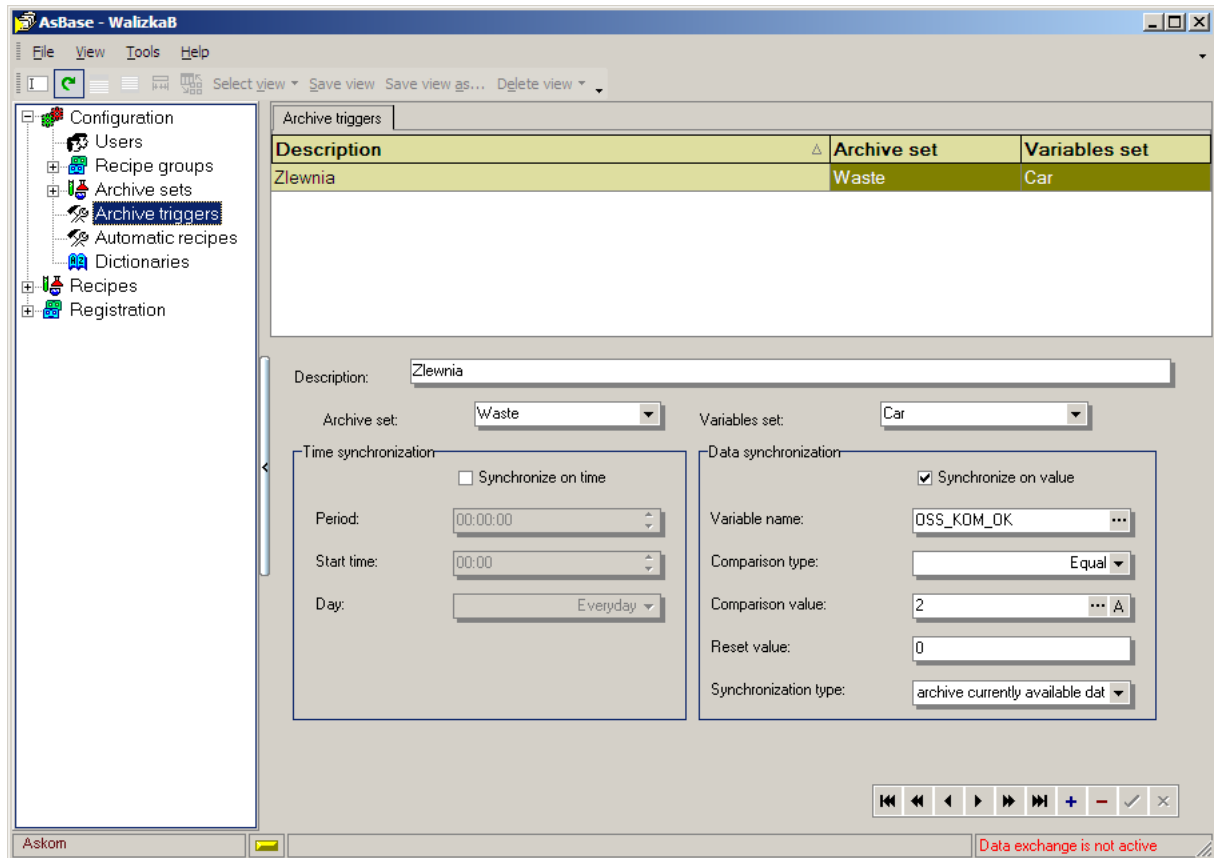 AsBase - WalizkaB
File View Tools Help
Select view Save view Save view as... Delete view
Configuration
Users
Recipe groups
Archive sets
Archive triggers
Automatic recipes
Dictionaries
Recipes
Registration
Archive triggers
Description Archive set Variables set
Zlewnia Waste Car
Description: Zlewnia
Archive set: Waste Variables set: Car
Time synchronization
Synchronize on time
Period: 00:00:00
Start time: 00:00
Day: Everyday
Data synchronization
Synchronize on value
Variable name: OSS_KOM_OK ...
Comparison type: Equal
Comparison value: 2 ... A
Reset value: 0
Synchronization type: archive currently available dat
Askom Data exchange is not active